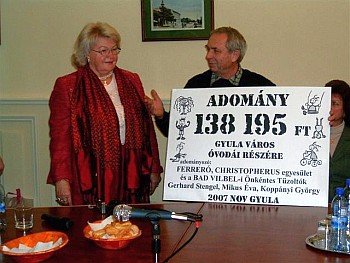 ADOMÁNY
138 195 FT
GYULA VÁROS
ÓVODÁI RÉSZÉRE
adományozó:
FERRERÓ, CHRISTOPHERUS egyesület
és a BAD VILBEL-i Önkéntes Tűzoltók
Gerhard Stengel, Mikus Éva, Koppányi György
2007 NOV GYULA